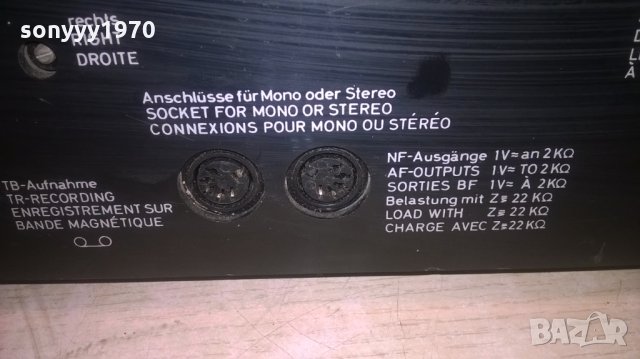 sonyyy1970
rechts
RIGHT
DROITE
Anschlüsse für Mono oder Stereo
SOCKET FOR MONO OR STEREO
CONNEXIONS POUR MONO OU STÉRÉO
TB-Aufnahme
TR-RECORDING
ENREGISTREMENT SUR
BANDE MAGNÉTIQUE
NF-Ausgänge 1V≈ an 2KΩ
AF-OUTPUTS 1V≈ TO 2KΩ
SORTIES BF 1V≈ À 2KΩ
Belastung mit Z≧22 KΩ
LOAD WITH Z≧22 KΩ
CHARGE AVEC Z≧22 KΩ
D
L
À
BAZAR.bg